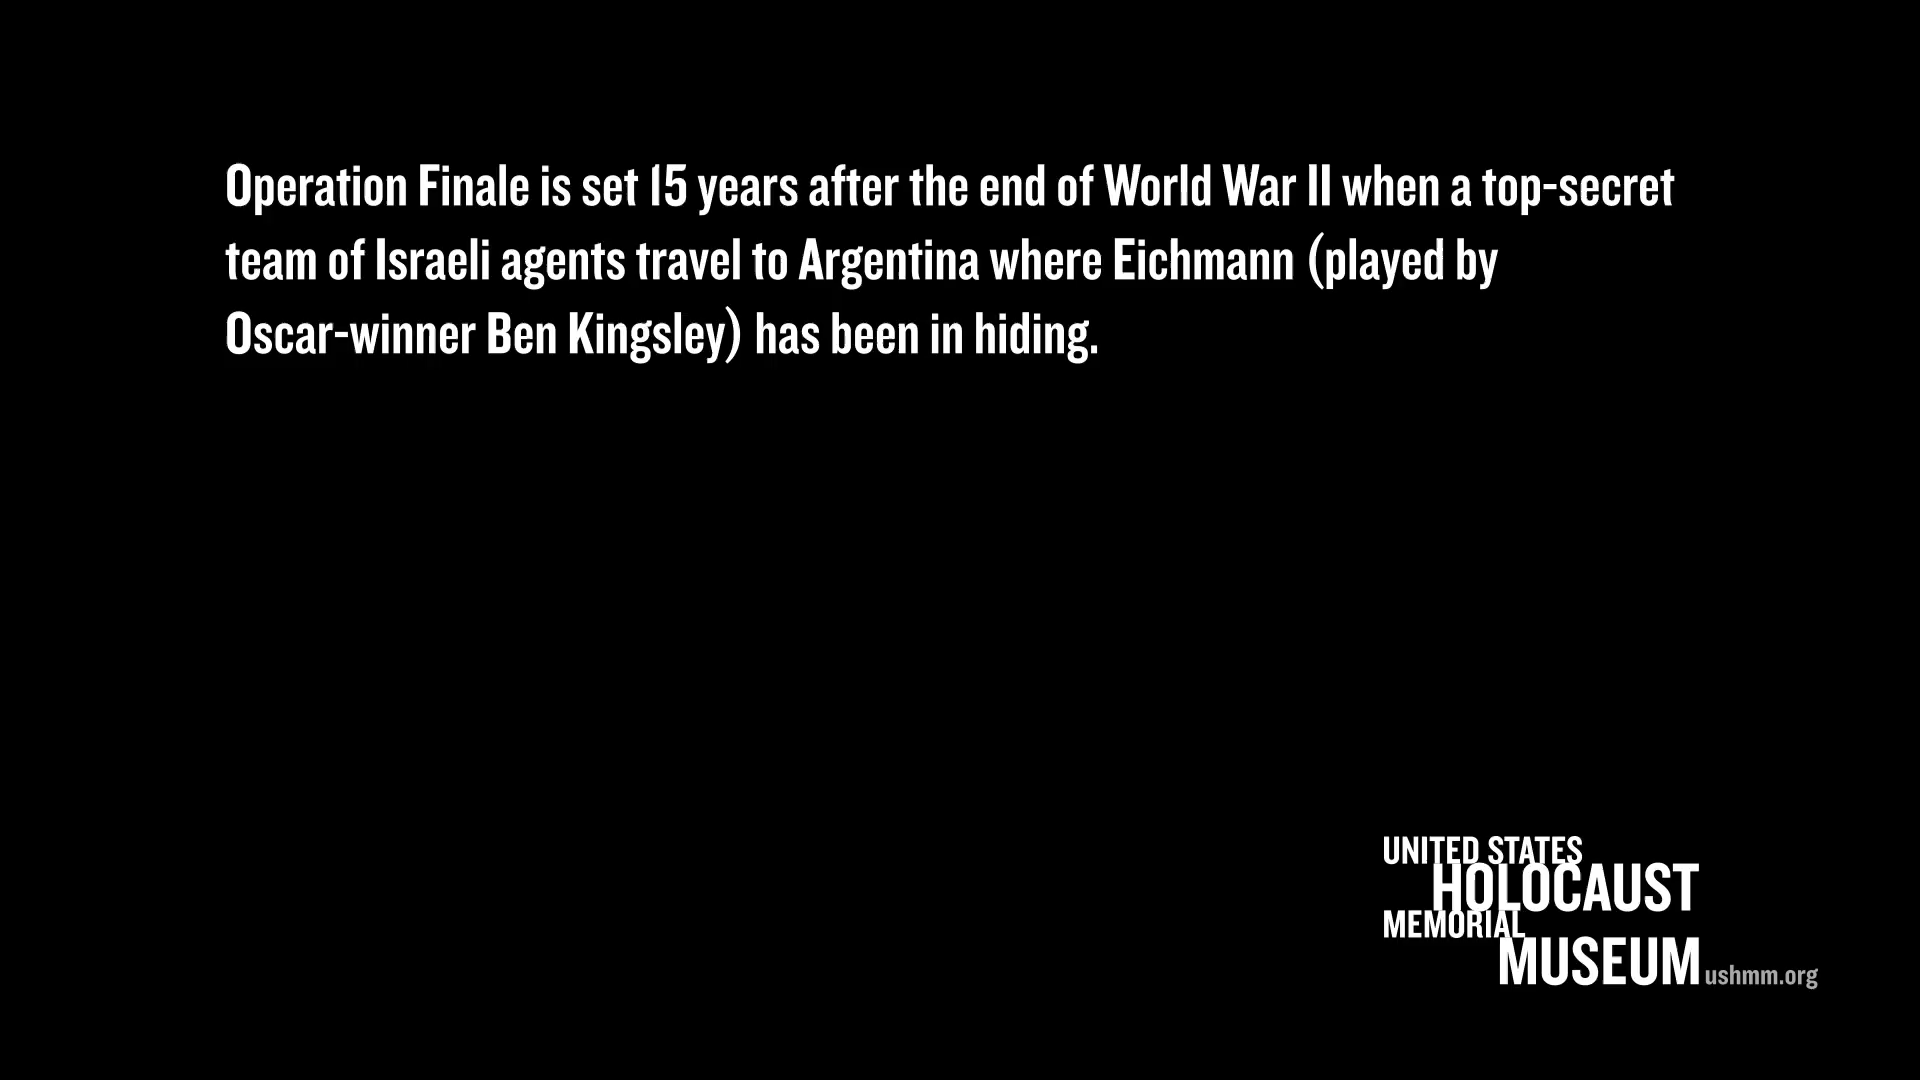 Operation Finale is set 15 years after the end of World War II when a top-secret
team of Israeli agents travel to Argentina where Eichmann (played by
Oscar-winner Ben Kingsley) has been in hiding.
UNITED STATES
HOLOCAUST
MEMORIAL
MUSEUM ushmm.org